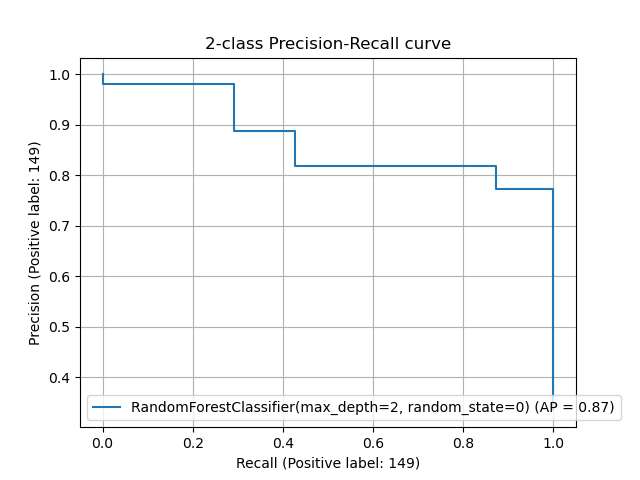 2-class Precision-Recall curve
1.0
0.9
0.8
0.7
0.6
0.5
0.4
Precision (Positive label: 149)
RandomForestClassifier(max_depth=2, random_state=0) (AP = 0.87)
0.0 0.2 0.4 0.6 0.8 1.0
Recall (Positive label: 149)